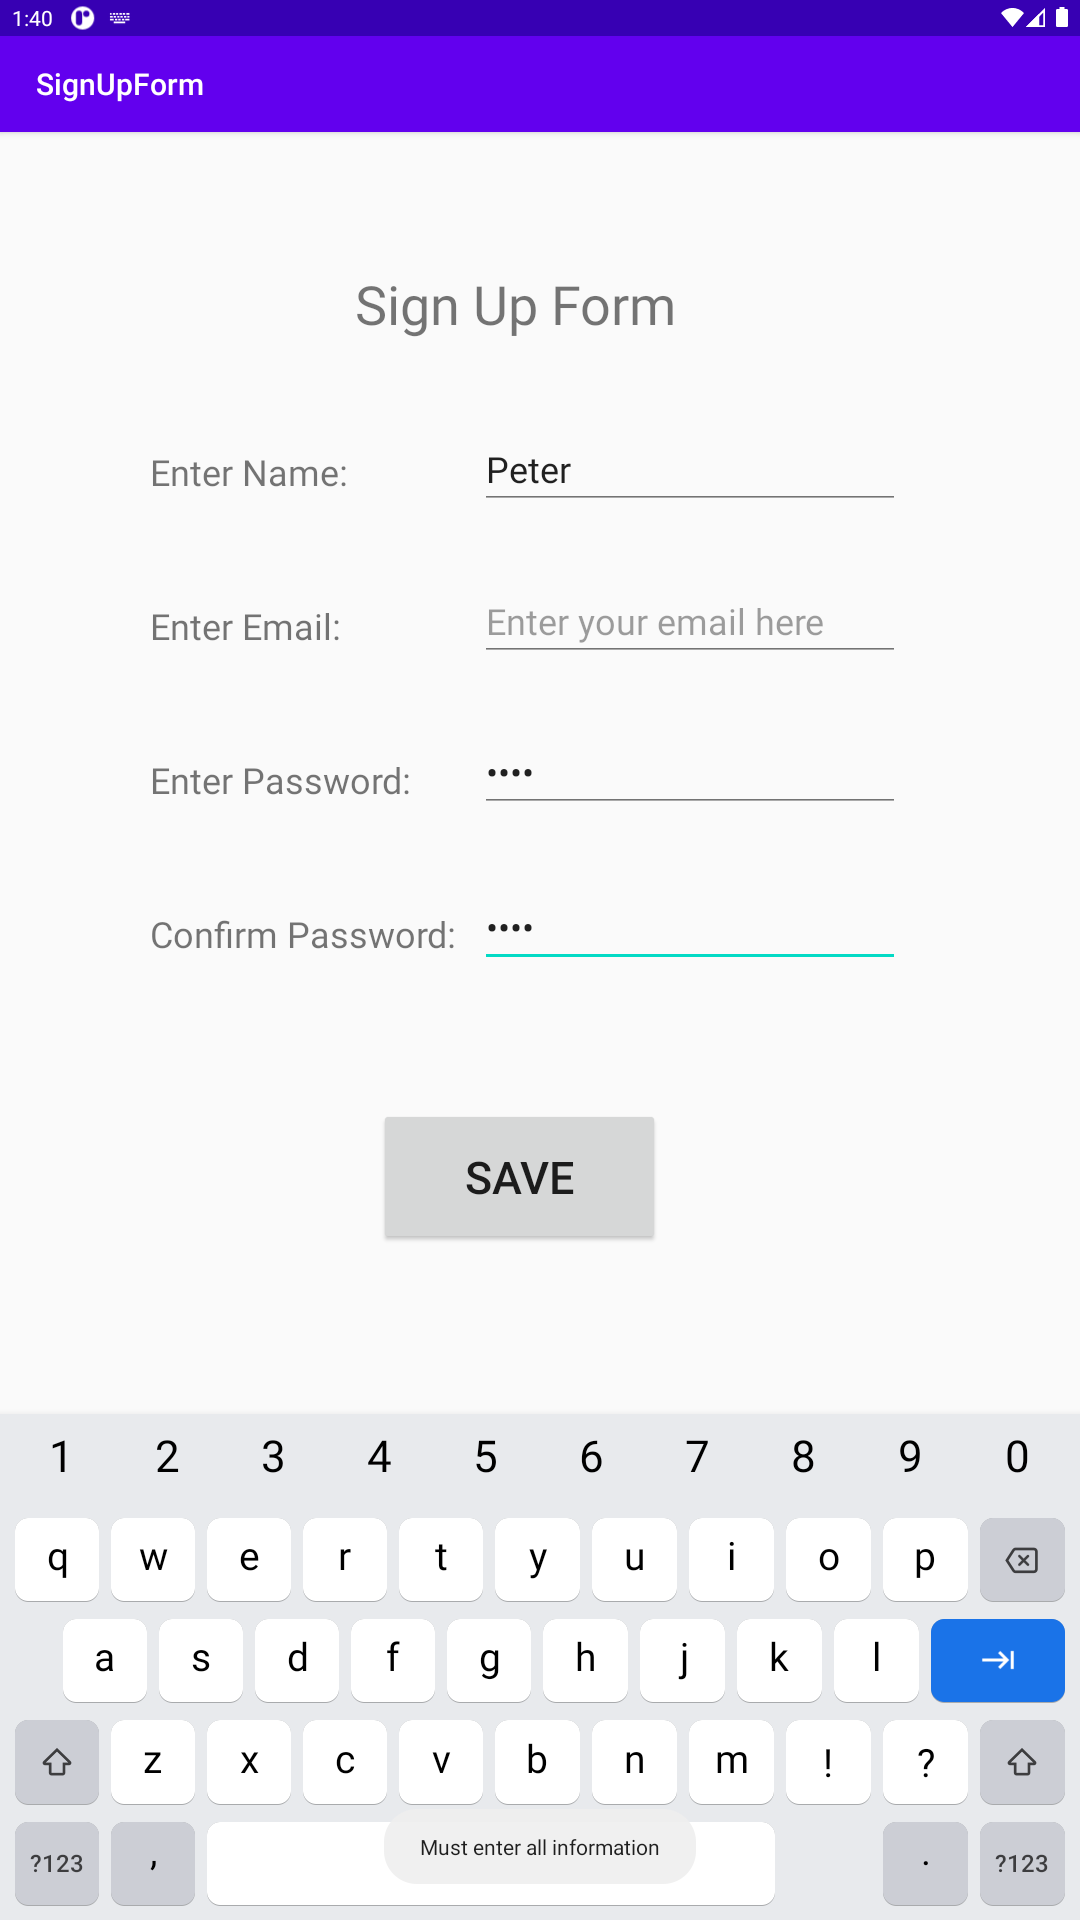 1:40
SignUpForm
Sign Up Form
Enter Name: Peter
Enter Email: Enter your email here
Enter Password: ••••
Confirm Password: ••••
SAVE
1 2 3 4 5 6 7 8 9 0
q w e r t y u i o p
a s d f g h j k l
z x c v b n m ! ?
?123 , . ?123
Must enter all information